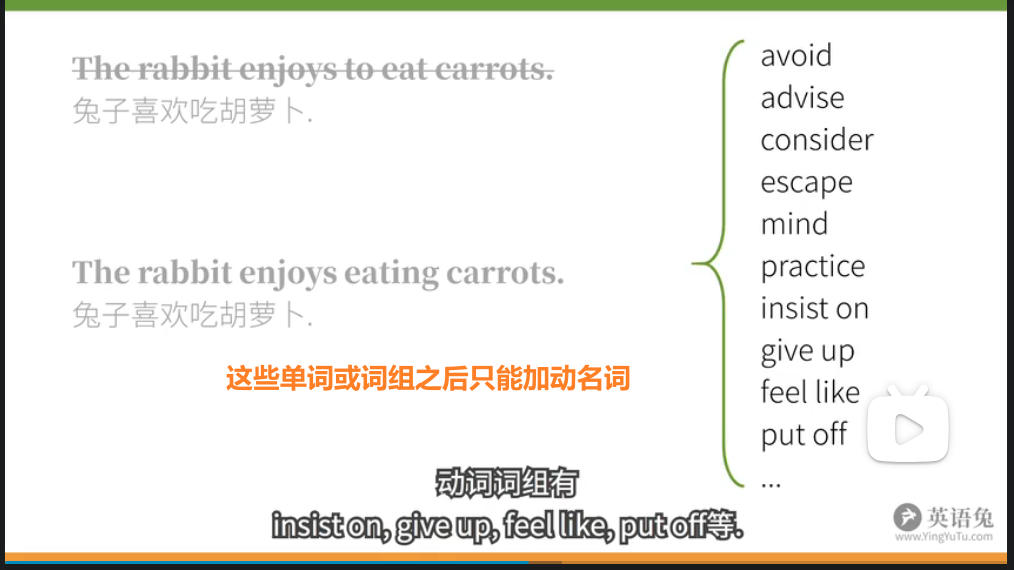 The rabbit enjoys to eat carrots.
兔子喜欢吃胡萝卜.
The rabbit enjoys eating carrots.
兔子喜欢吃胡萝卜.
这些单词或词组之后只能加动名词
avoid
advise
consider
escape
mind
practice
insist on
give up
feel like
put off
...
动词词组有
insist on, give up, feel like, put off等.
英语兔
www.YingYuTu.com